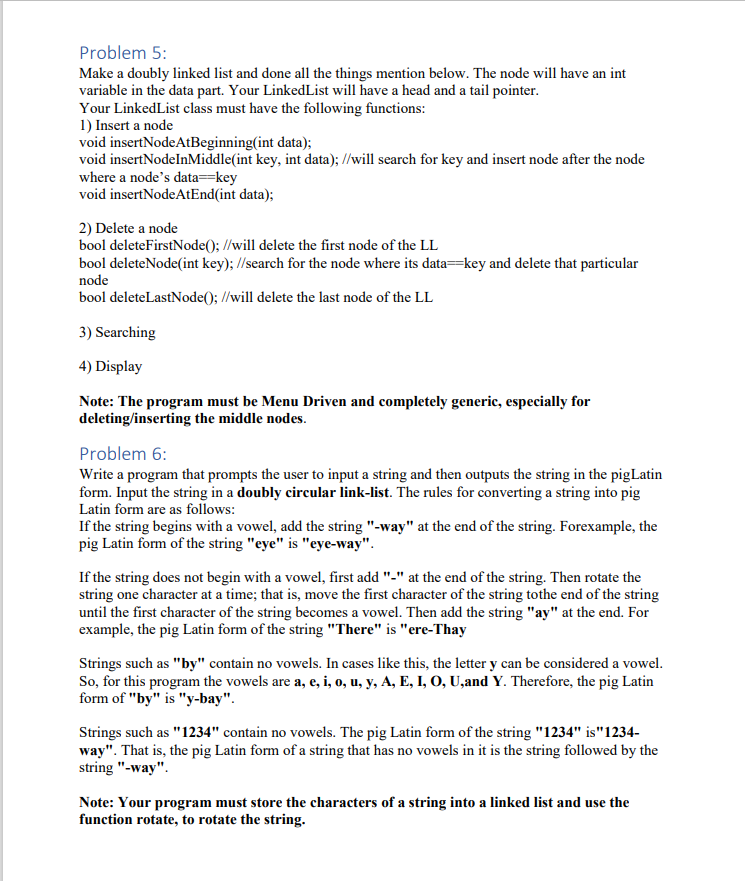 Problem 5:
Make a doubly linked list and done all the things mention below. The node will have an int
variable in the data part. Your LinkedList will have a head and a tail pointer.
Your LinkedList class must have the following functions:
1) Insert a node
void insertNodeAtBeginning(int data);
void insertNodeInMiddle(int key, int data); //will search for key and insert node after the node
where a node’s data==key
void insertNodeAtEnd(int data);
2) Delete a node
bool deleteFirstNode(); //will delete the first node of the LL
bool deleteNode(int key); //search for the node where its data==key and delete that particular
node
bool deleteLastNode(); //will delete the last node of the LL
3) Searching
4) Display
Note: The program must be Menu Driven and completely generic, especially for
deleting/inserting the middle nodes.
Problem 6:
Write a program that prompts the user to input a string and then outputs the string in the pigLatin
form. Input the string in a doubly circular link-list. The rules for converting a string into pig
Latin form are as follows:
If the string begins with a vowel, add the string "-way" at the end of the string. Forexample, the
pig Latin form of the string "eye" is "eye-way".
If the string does not begin with a vowel, first add "-" at the end of the string. Then rotate the
string one character at a time; that is, move the first character of the string tothe end of the string
until the first character of the string becomes a vowel. Then add the string "ay" at the end. For
example, the pig Latin form of the string "There" is "ere-Thay
Strings such as "by" contain no vowels. In cases like this, the letter y can be considered a vowel.
So, for this program the vowels are a, e, i, o, u, y, A, E, I, O, U,and Y. Therefore, the pig Latin
form of "by" is "y-bay".
Strings such as "1234" contain no vowels. The pig Latin form of the string "1234" is"1234-
way". That is, the pig Latin form of a string that has no vowels in it is the string followed by the
string "-way".
Note: Your program must store the characters of a string into a linked list and use the
function rotate, to rotate the string.